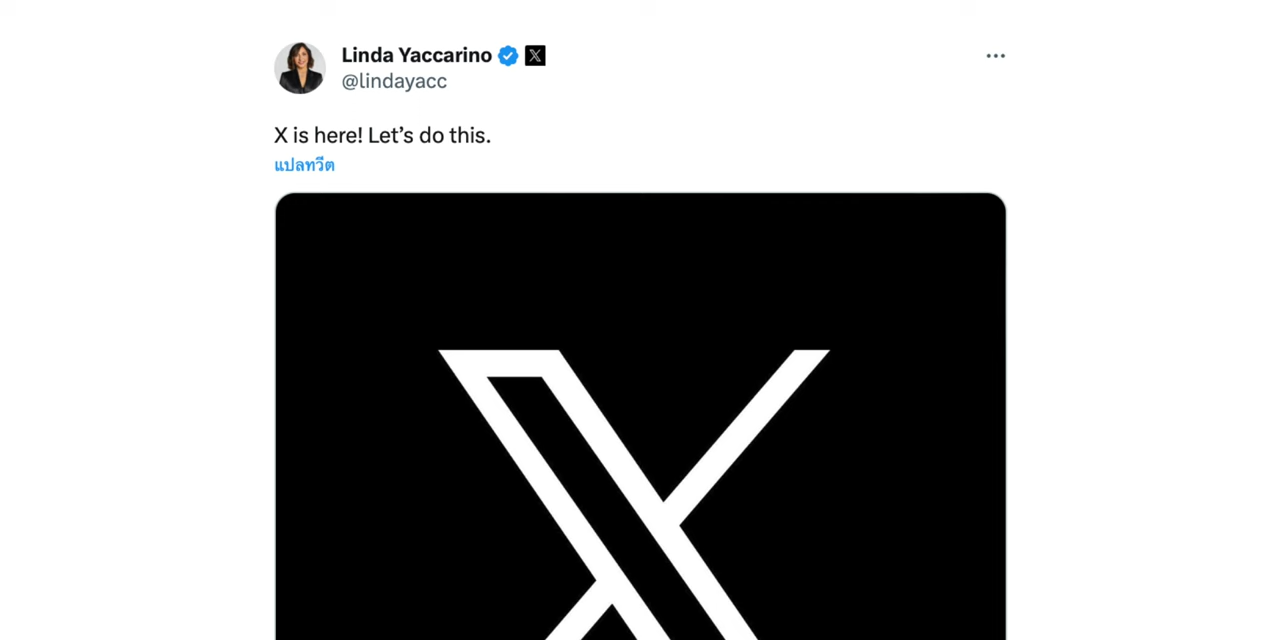 Linda Yaccarino
@lindayacc
X is here! Let’s do this.
แปลทวีต